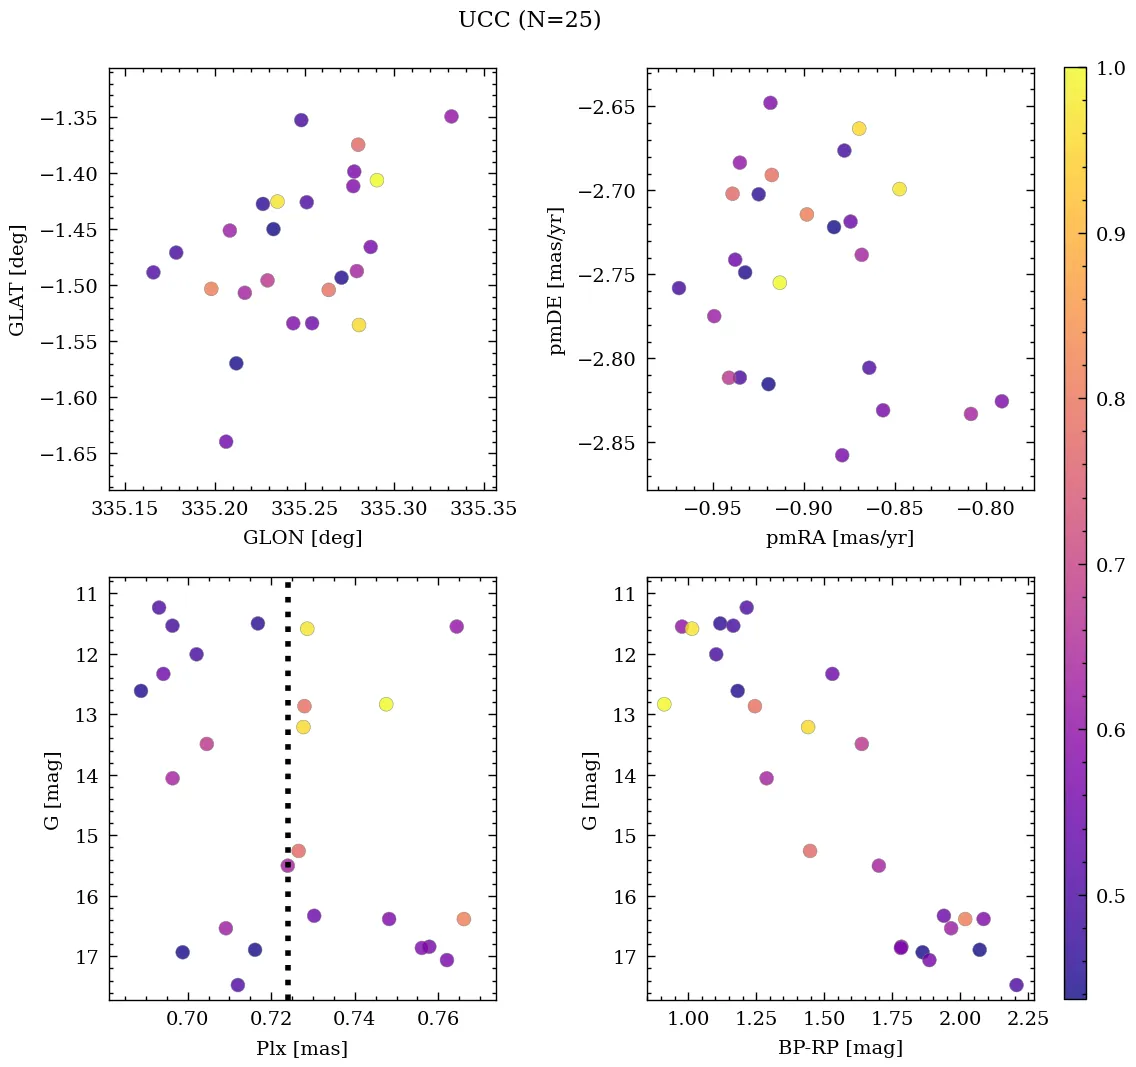 UCC (N=25)
−1.35
−1.40
−1.45
−1.50
−1.55
−1.60
−1.65
GLAT [deg]
335.15 335.20 335.25 335.30 335.35
GLON [deg]
−2.65
−2.70
−2.75
−2.80
−2.85
pmDE [mas/yr]
−0.95 −0.90 −0.85 −0.80
pmRA [mas/yr]
11
12
13
14
15
16
17
G [mag]
0.70 0.72 0.74 0.76
Plx [mas]
11
12
13
14
15
16
17
G [mag]
1.00 1.25 1.50 1.75 2.00 2.25
BP-RP [mag]
1.0
0.9
0.8
0.7
0.6
0.5